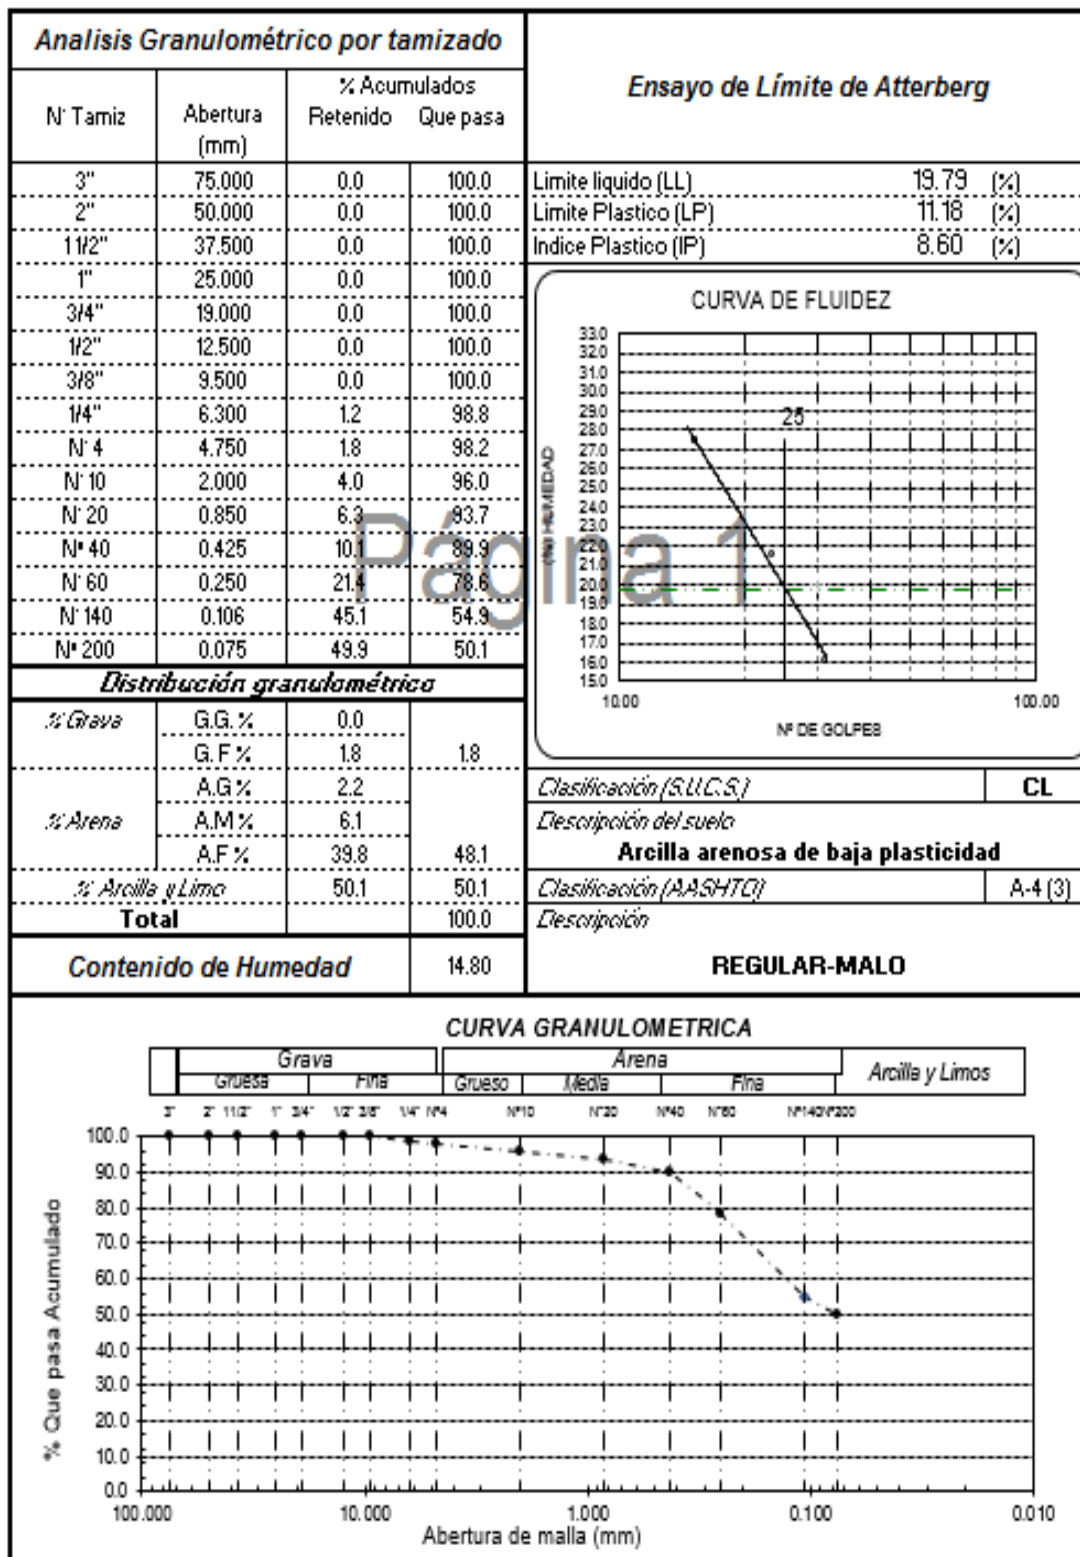 Analisis Granulométrico por tamizado
Ensayo de Límite de Atterberg
N° Tamiz Abertura (mm) % Acumulados Retenido Que pasa
3" 75.000 0.0 100.0
2" 50.000 0.0 100.0
1 1/2" 37.500 0.0 100.0
1" 25.000 0.0 100.0
3/4" 19.000 0.0 100.0
1/2" 12.500 0.0 100.0
3/8" 9.500 0.0 100.0
1/4" 6.300 1.2 98.8
N° 4 4.750 1.8 98.2
N° 10 2.000 4.0 96.0
N° 20 0.850 6.3 93.7
Nº 40 0.425 10.1 89.9
N° 60 0.250 21.4 78.6
N° 140 0.106 45.1 54.9
Nº 200 0.075 49.9 50.1
Limite liquido (LL) 19.79 (%)
Limite Plastico (LP) 11.18 (%)
Indice Plastico (IP) 8.60 (%)
CURVA DE FLUIDEZ
33.0
32.0
31.0
30.0
29.0
28.0
27.0
26.0
25.0
24.0
23.0
22.0
21.0
20.0
19.0
18.0
17.0
16.0
15.0
25
(%) HUMEDAD
10.00 100.00
Nº DE GOLPES
Página 1
Distribución granulométrico
% Grava G.G. % 0.0
G. F % 1.8 1.8
A.G % 2.2
% Arena A.M % 6.1
A.F % 39.8 48.1
% Arcilla y Limo 50.1 50.1
Total 100.0
Contenido de Humedad 14.80
Clasificación (S.U.C.S.) CL
Descripción del suelo
Arcilla arenosa de baja plasticidad
Clasificación (AASHTO) A-4 (3)
Descripción
REGULAR-MALO
CURVA GRANULOMETRICA
Grava Arena Arcilla y Limos
Gruesa Fina Grueso Media Fina
3" 2" 1 1/2" 1" 3/4" 1/2" 3/8" 1/4" Nº4 Nº10 N°20 Nº40 N°60 N°140 Nº200
100.0
90.0
80.0
70.0
60.0
50.0
40.0
30.0
20.0
10.0
0.0
% Que pasa Acumulado
100.000 10.000 1.000 0.100 0.010
Abertura de malla (mm)